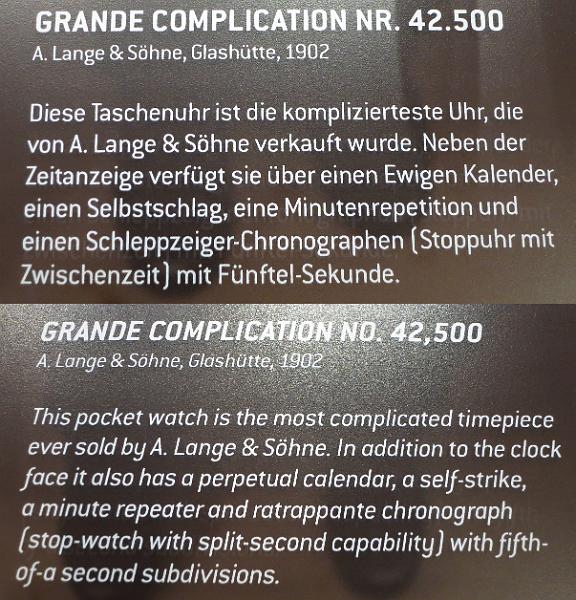 GRANDE COMPLICATION NR. 42.500
A. Lange & Söhne, Glashütte, 1902
Diese Taschenuhr ist die komplizierteste Uhr, die
von A. Lange & Söhne verkauft wurde. Neben der
Zeitanzeige verfügt sie über einen Ewigen Kalender,
einen Selbstschlag, eine Minutenrepetition und
einen Schleppzeiger-Chronographen (Stoppuhr mit
Zwischenzeit) mit Fünftel-Sekunde.
GRANDE COMPLICATION NO. 42,500
A. Lange & Söhne, Glashütte, 1902
This pocket watch is the most complicated timepiece
ever sold by A. Lange & Söhne. In addition to the clock
face it also has a perpetual calendar, a self-strike,
a minute repeater and ratrappante chronograph
(stop-watch with split-second capability) with fifth-
of-a second subdivisions.